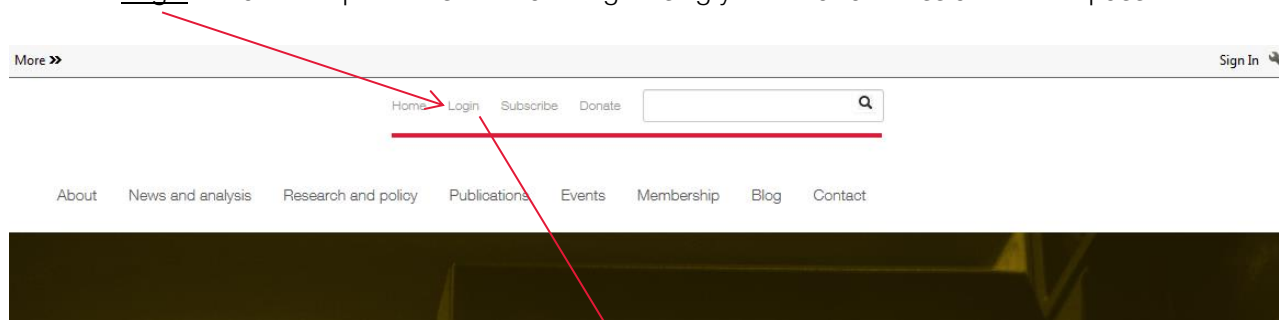 More »
Sign In
Home Login Subscribe Donate
About News and analysis Research and policy Publications Events Membership Blog Contact